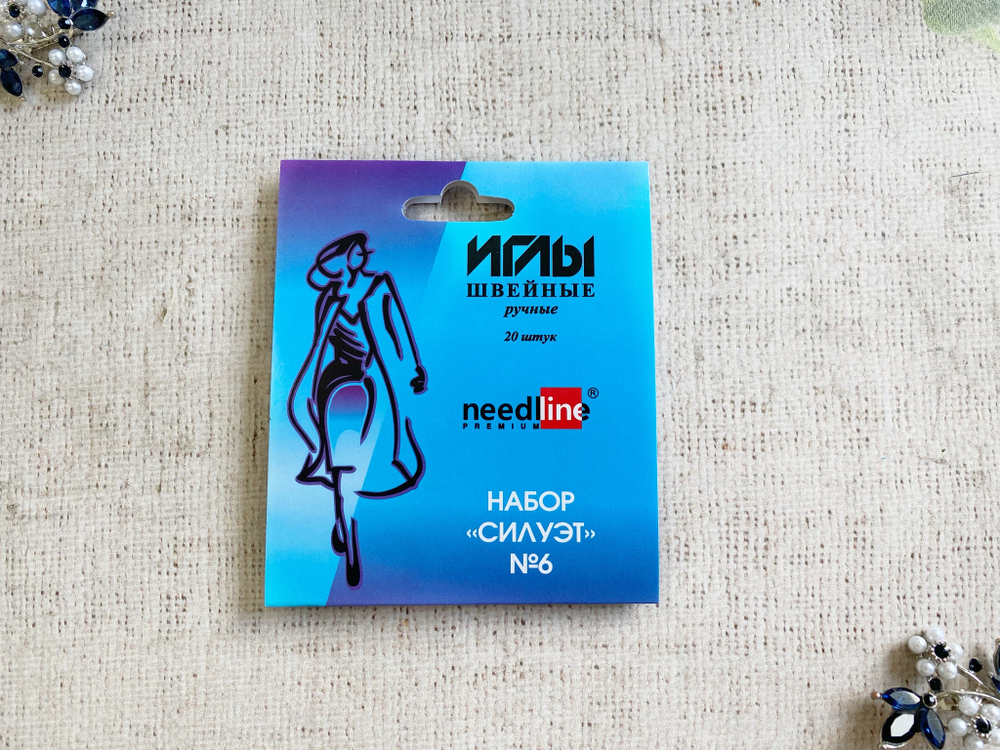 ИГЛЫ
ШВЕЙНЫЕ
ручные
20 штук
needline®
PREMIUM
НАБОР
«СИЛУЭТ»
№6